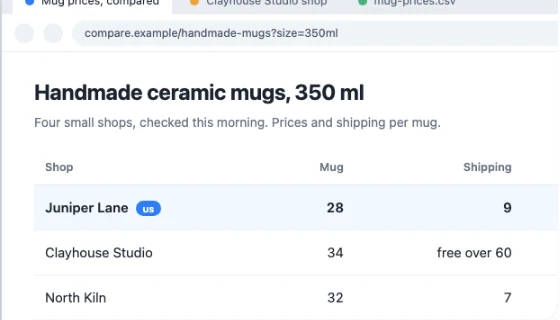 Mug prices, compared Clayhouse Studio shop mug-prices.csv
compare.example/handmade-mugs?size=350ml
Handmade ceramic mugs, 350 ml
Four small shops, checked this morning. Prices and shipping per mug.
Shop Mug Shipping
Juniper Lane us 28 9
Clayhouse Studio 34 free over 60
North Kiln 32 7